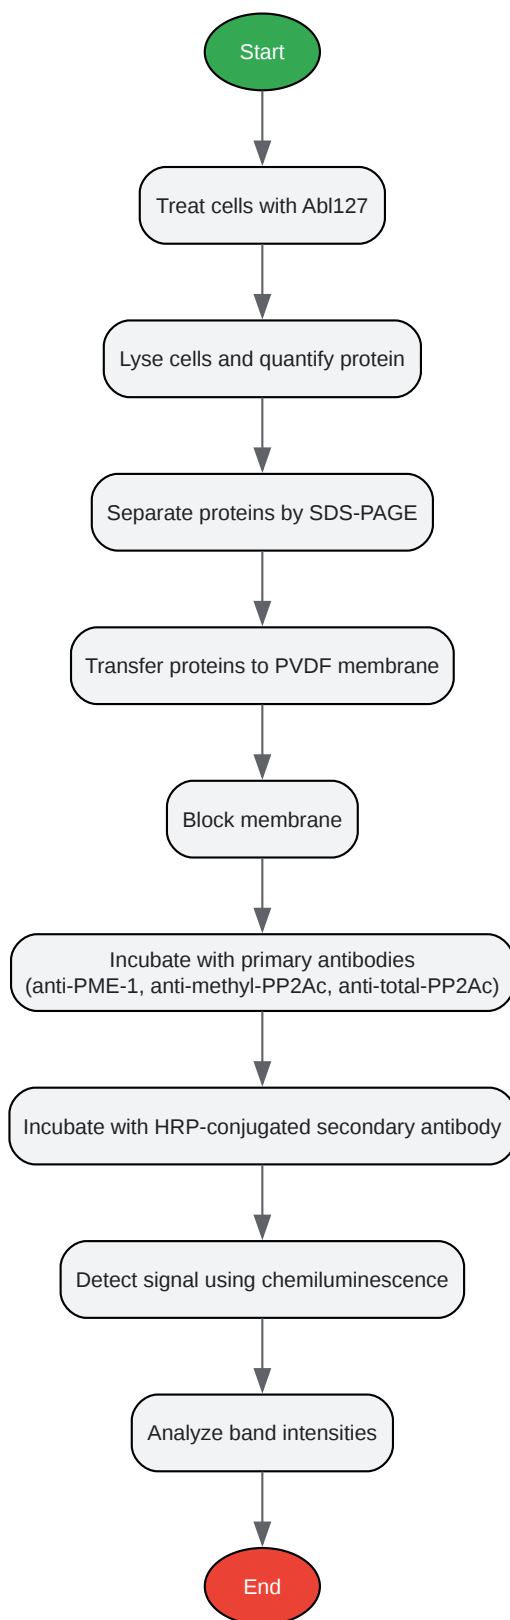 Start
Treat cells with Abl127
Lyse cells and quantify protein
Separate proteins by SDS-PAGE
Transfer proteins to PVDF membrane
Block membrane
Incubate with primary antibodies
(anti-PME-1, anti-methyl-PP2Ac, anti-total-PP2Ac)
Incubate with HRP-conjugated secondary antibody
Detect signal using chemiluminescence
Analyze band intensities
End